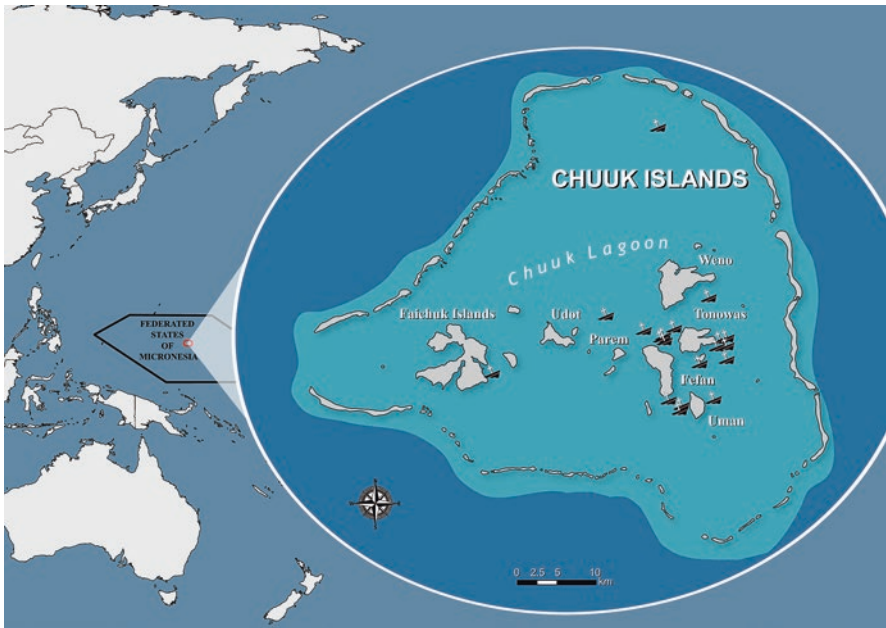 CHUUK ISLANDS
Chuuk Lagoon
Weno
Faichuk Islands
Udot
Tonowas
Parem
Fefan
Uman
FEDERATED
STATES
OF
MICRONESIA
0 2.5 5 10
km